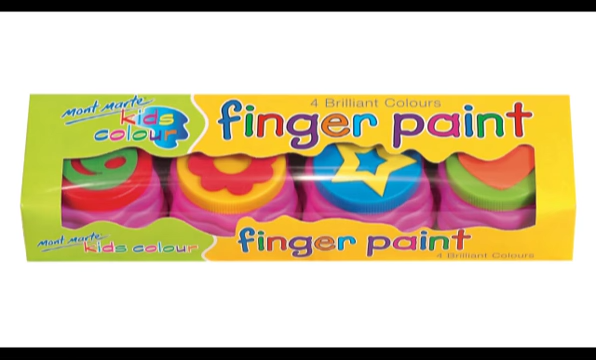 Mont Marte
kids
colour
4 Brilliant Colours
finger paint
Mont Marte
kids colour
finger paint
4 Brilliant Colours